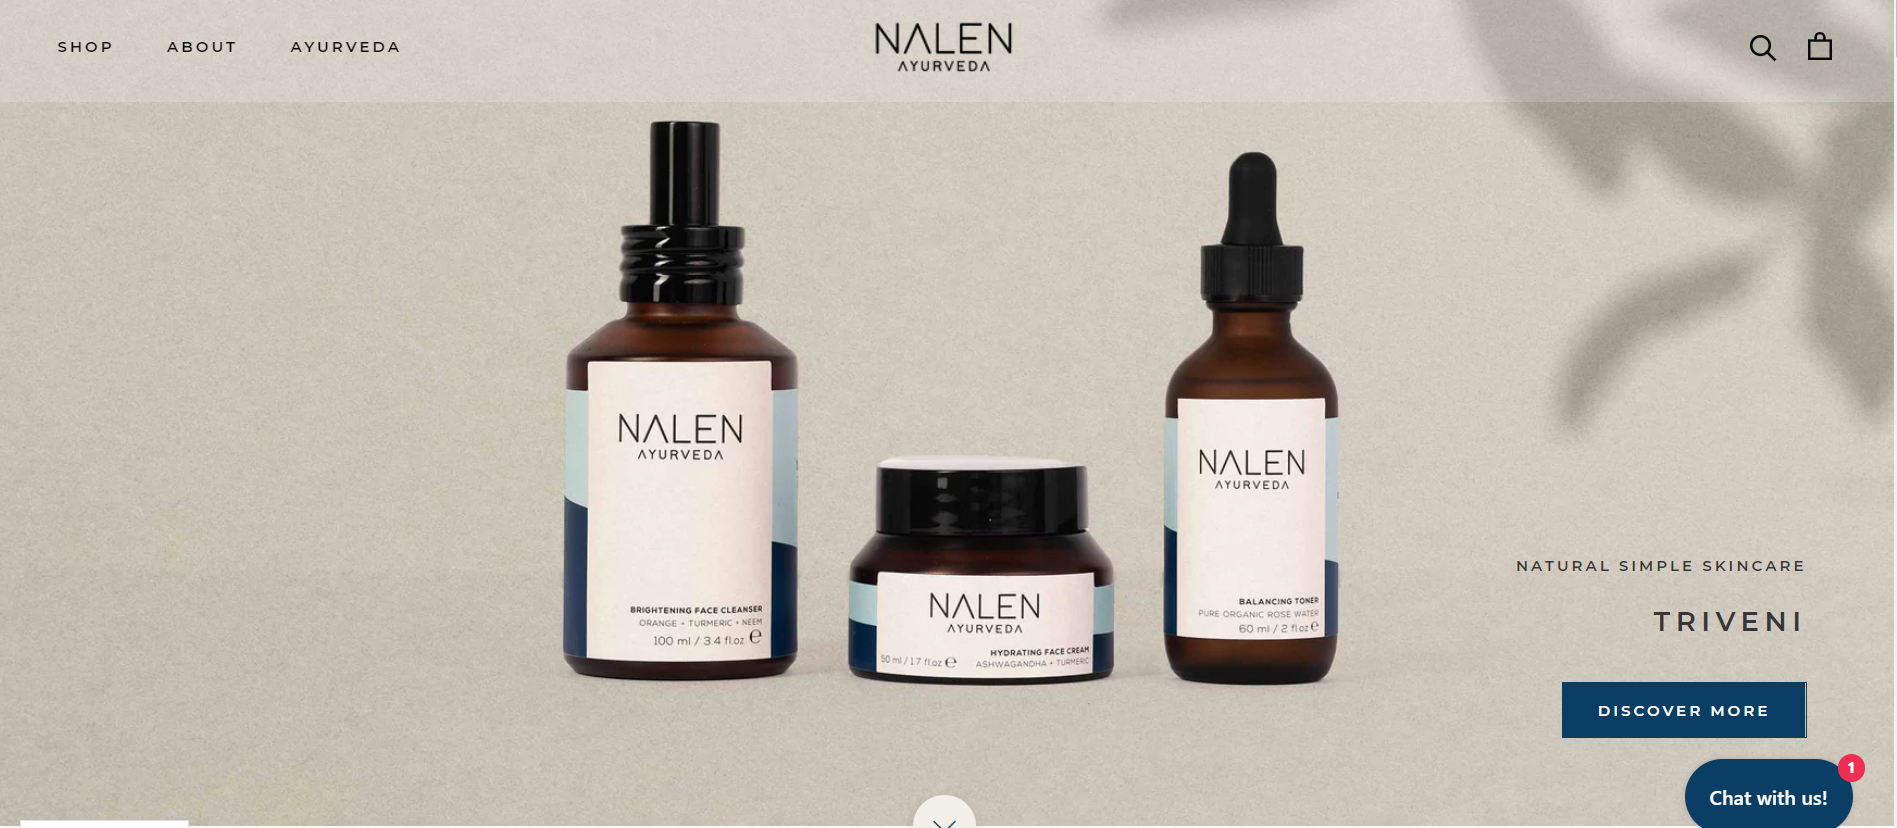 SHOP
ABOUT
AYURVEDA
NALEN
AYURVEDA
NALEN
AYURVEDA
BRIGHTENING FACE CLEANSER
ORANGE + TURMERIC + NEEM
100 ml / 3.4 fl.oz ℮
NALEN
AYURVEDA
50 ml / 1.7 fl.oz ℮
HYDRATING FACE CREAM
ASHWAGANDHA + TURMERIC
NALEN
AYURVEDA
BALANCING TONER
PURE ORGANIC ROSE WATER
60 ml / 2 fl.oz ℮
NATURAL SIMPLE SKINCARE
TRIVENI
DISCOVER MORE
1
Chat with us!